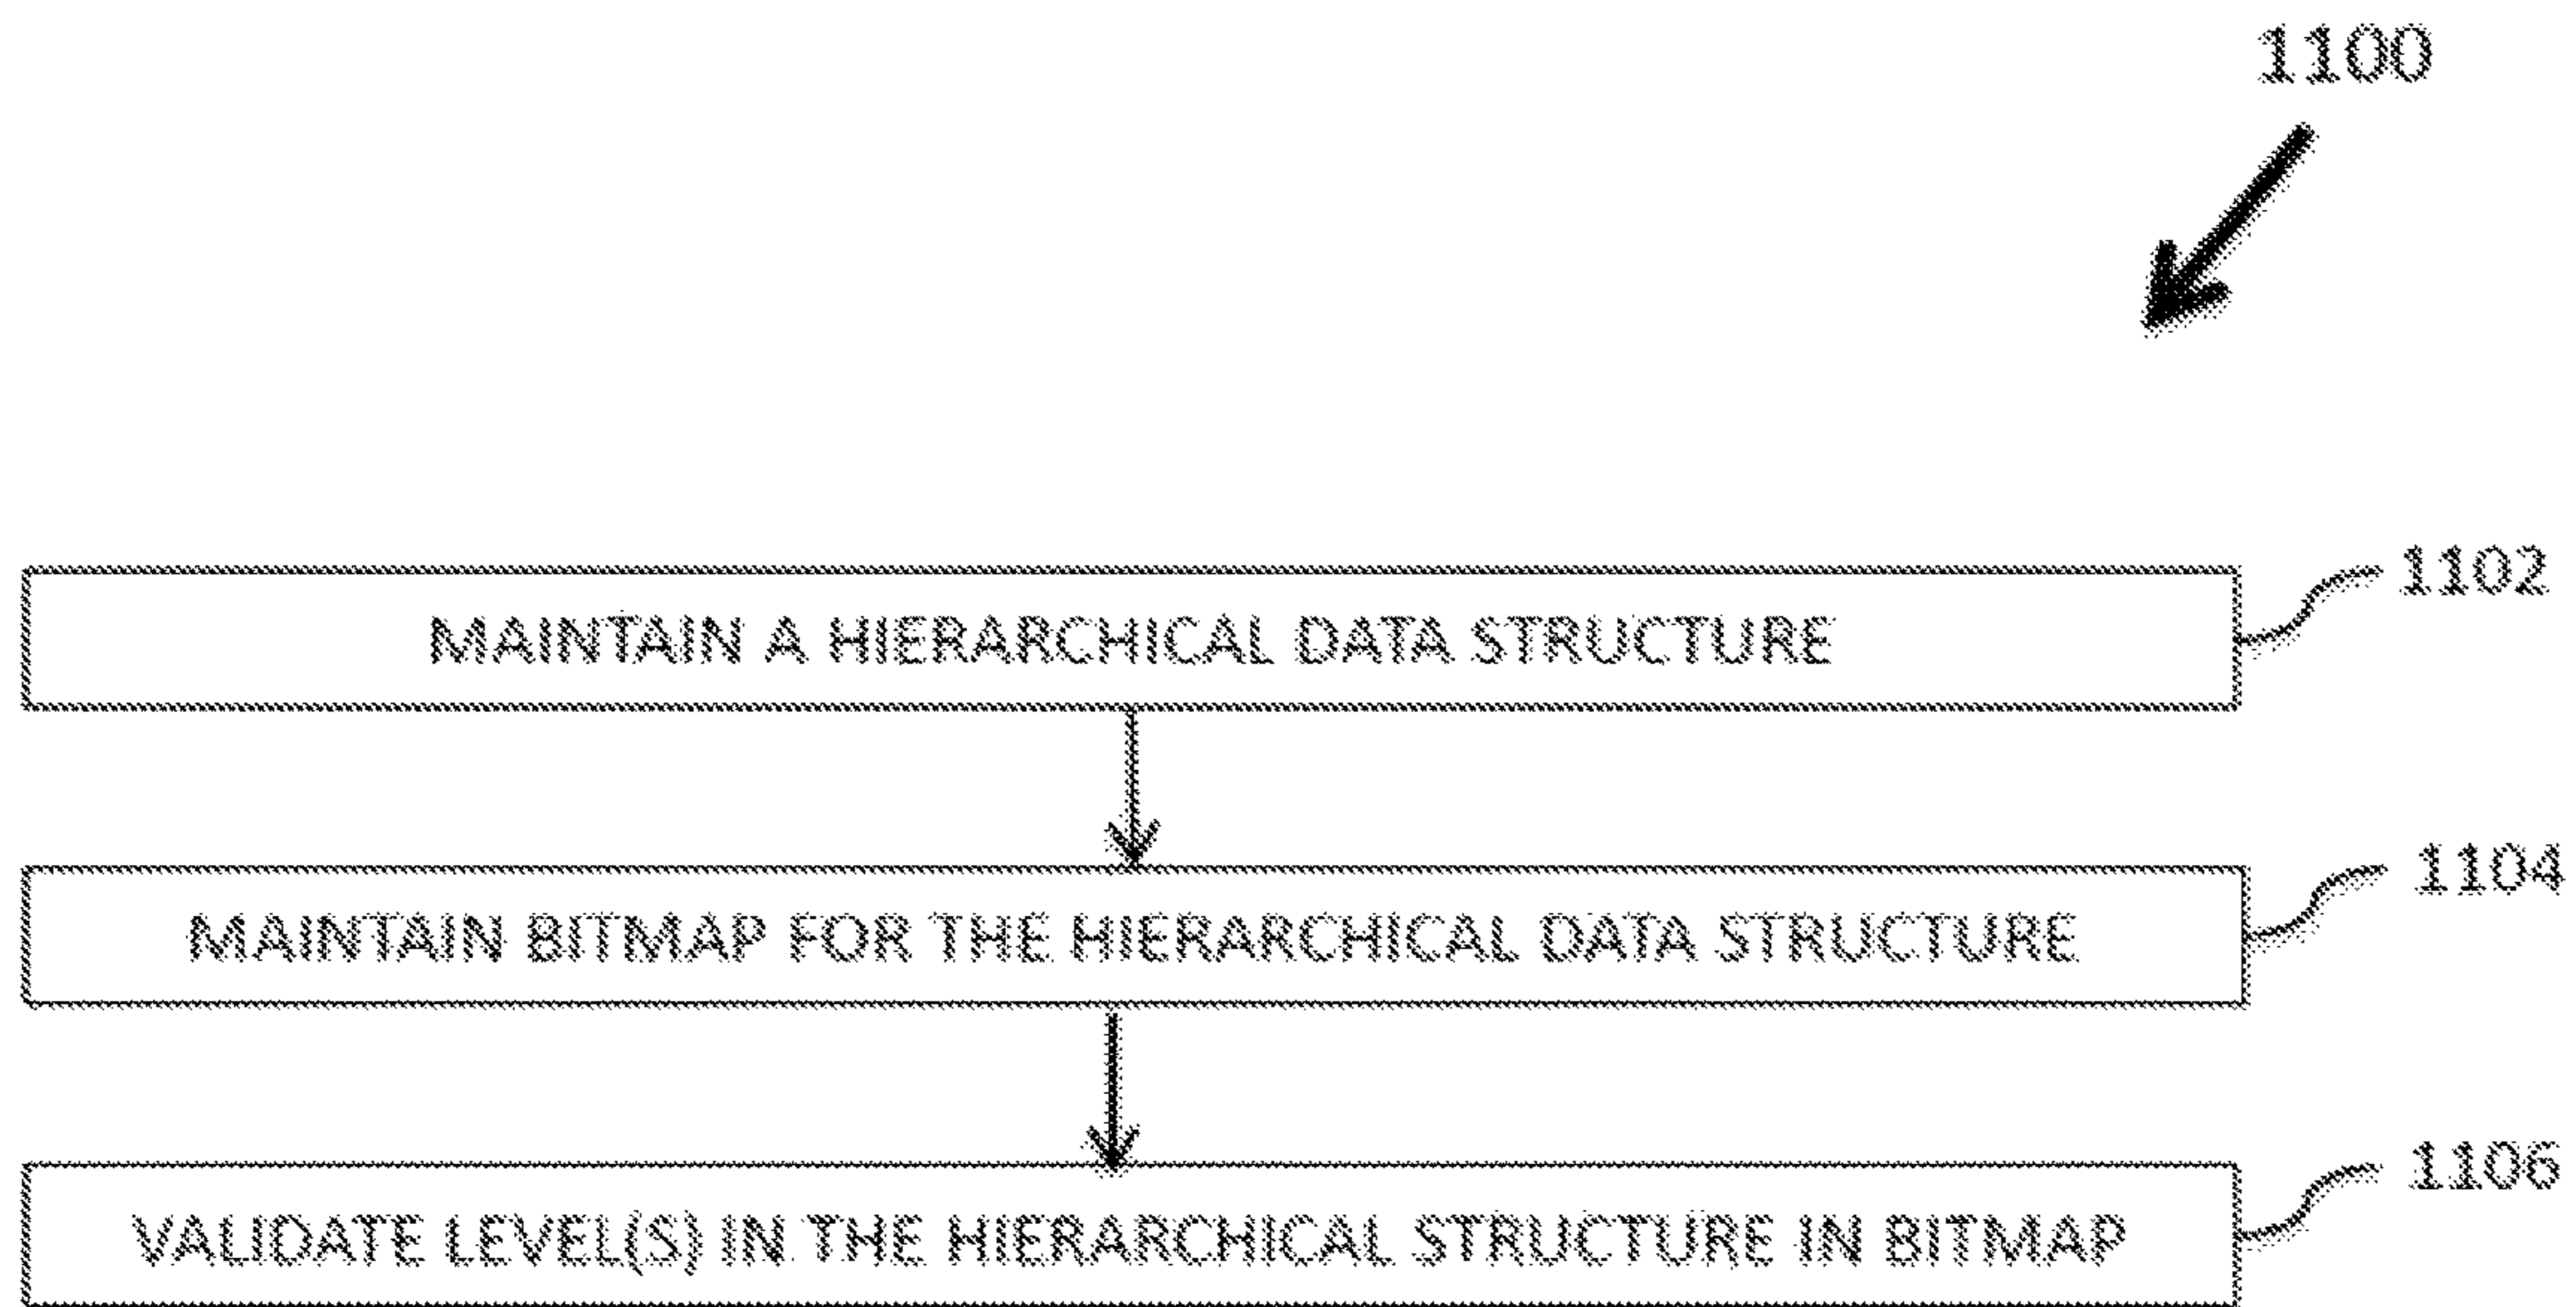 1100
MAINTAIN A HIERARCHICAL DATA STRUCTURE
1102
MAINTAIN BITMAP FOR THE HIERARCHICAL DATA STRUCTURE
1104
VALIDATE LEVEL(S) IN THE HIERARCHICAL STRUCTURE IN BITMAP
1106